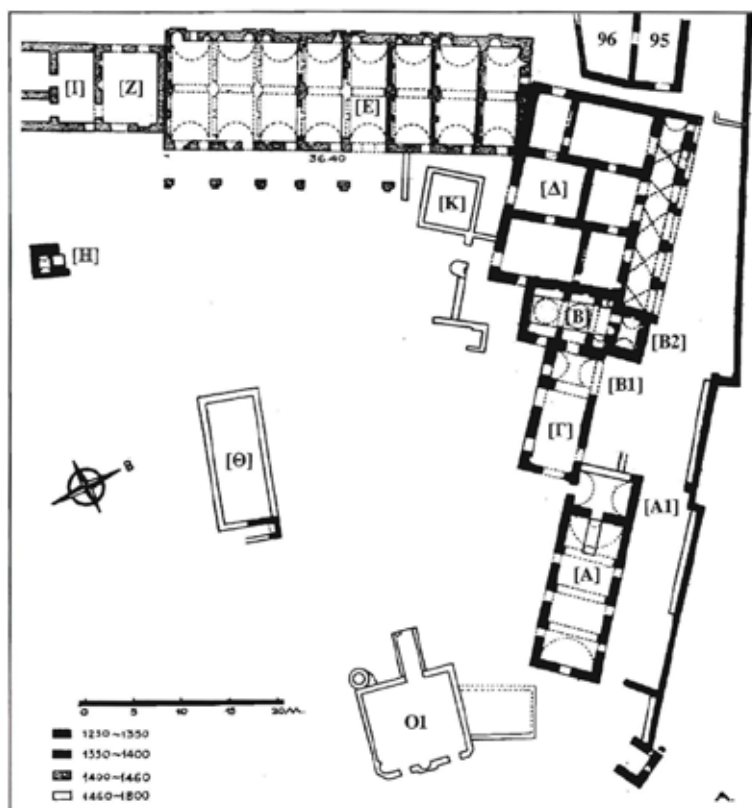 96
95
[I]
[Z]
[E]
36.40
[Δ]
[K]
[H]
[B]
[B2]
[B1]
[Γ]
[Θ]
B
[A1]
[A]
O1
0 5 10 15 20 M.
1250~1350
1350~1400
1400~1460
1460~1800
A.